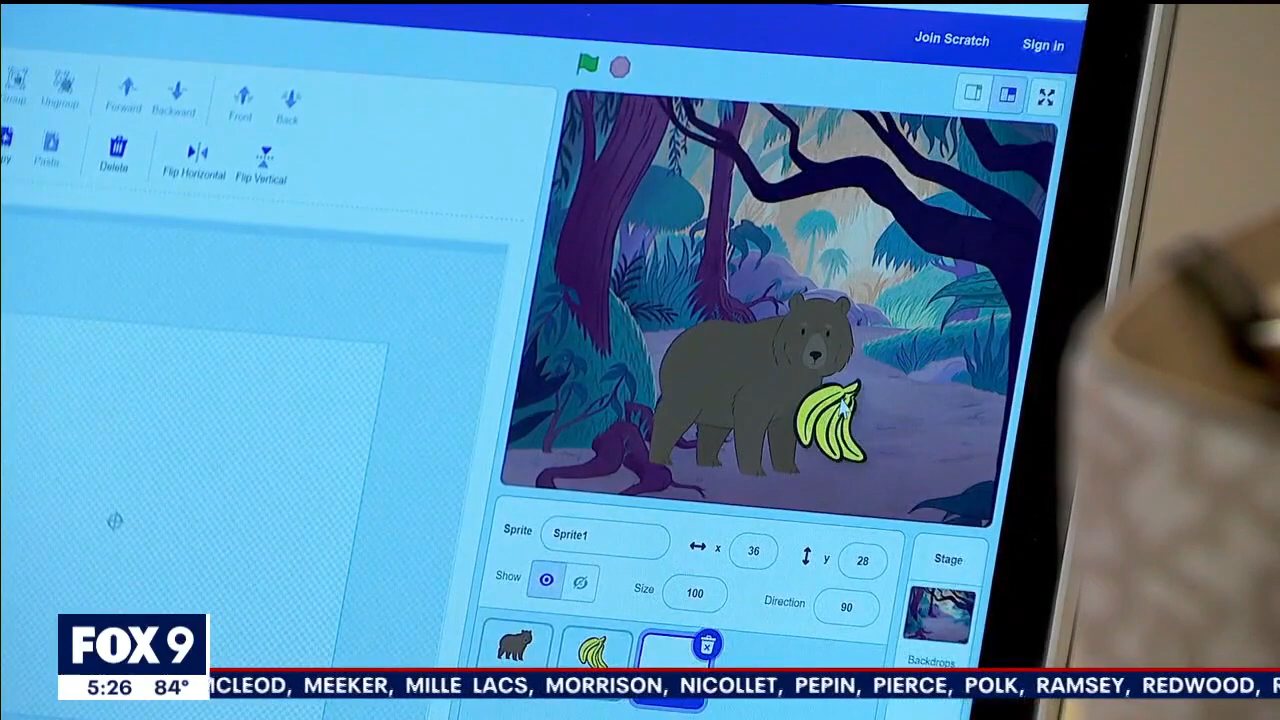 Join Scratch
Sign in
Group
Ungroup
Forward
Backward
Front
Back
Paste
Delete
Flip Horizontal
Flip Vertical
Sprite
Sprite1
x
36
y
28
Show
Size
100
Direction
90
Stage
Backdrops
FOX 9
5:26 84°
MCLEOD, MEEKER, MILLE LACS, MORRISON, NICOLLET, PEPIN, PIERCE, POLK, RAMSEY, REDWOOD,